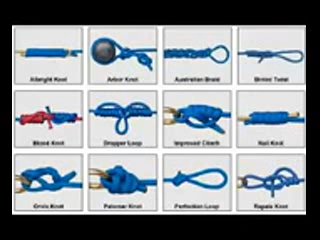 Albright Knot
Arbor Knot
Australian Braid
Bimini Twist
Blood Knot
Dropper Loop
Improved Clinch
Nail Knot
Orvis Knot
Palomar Knot
Perfection Loop
Rapala Knot